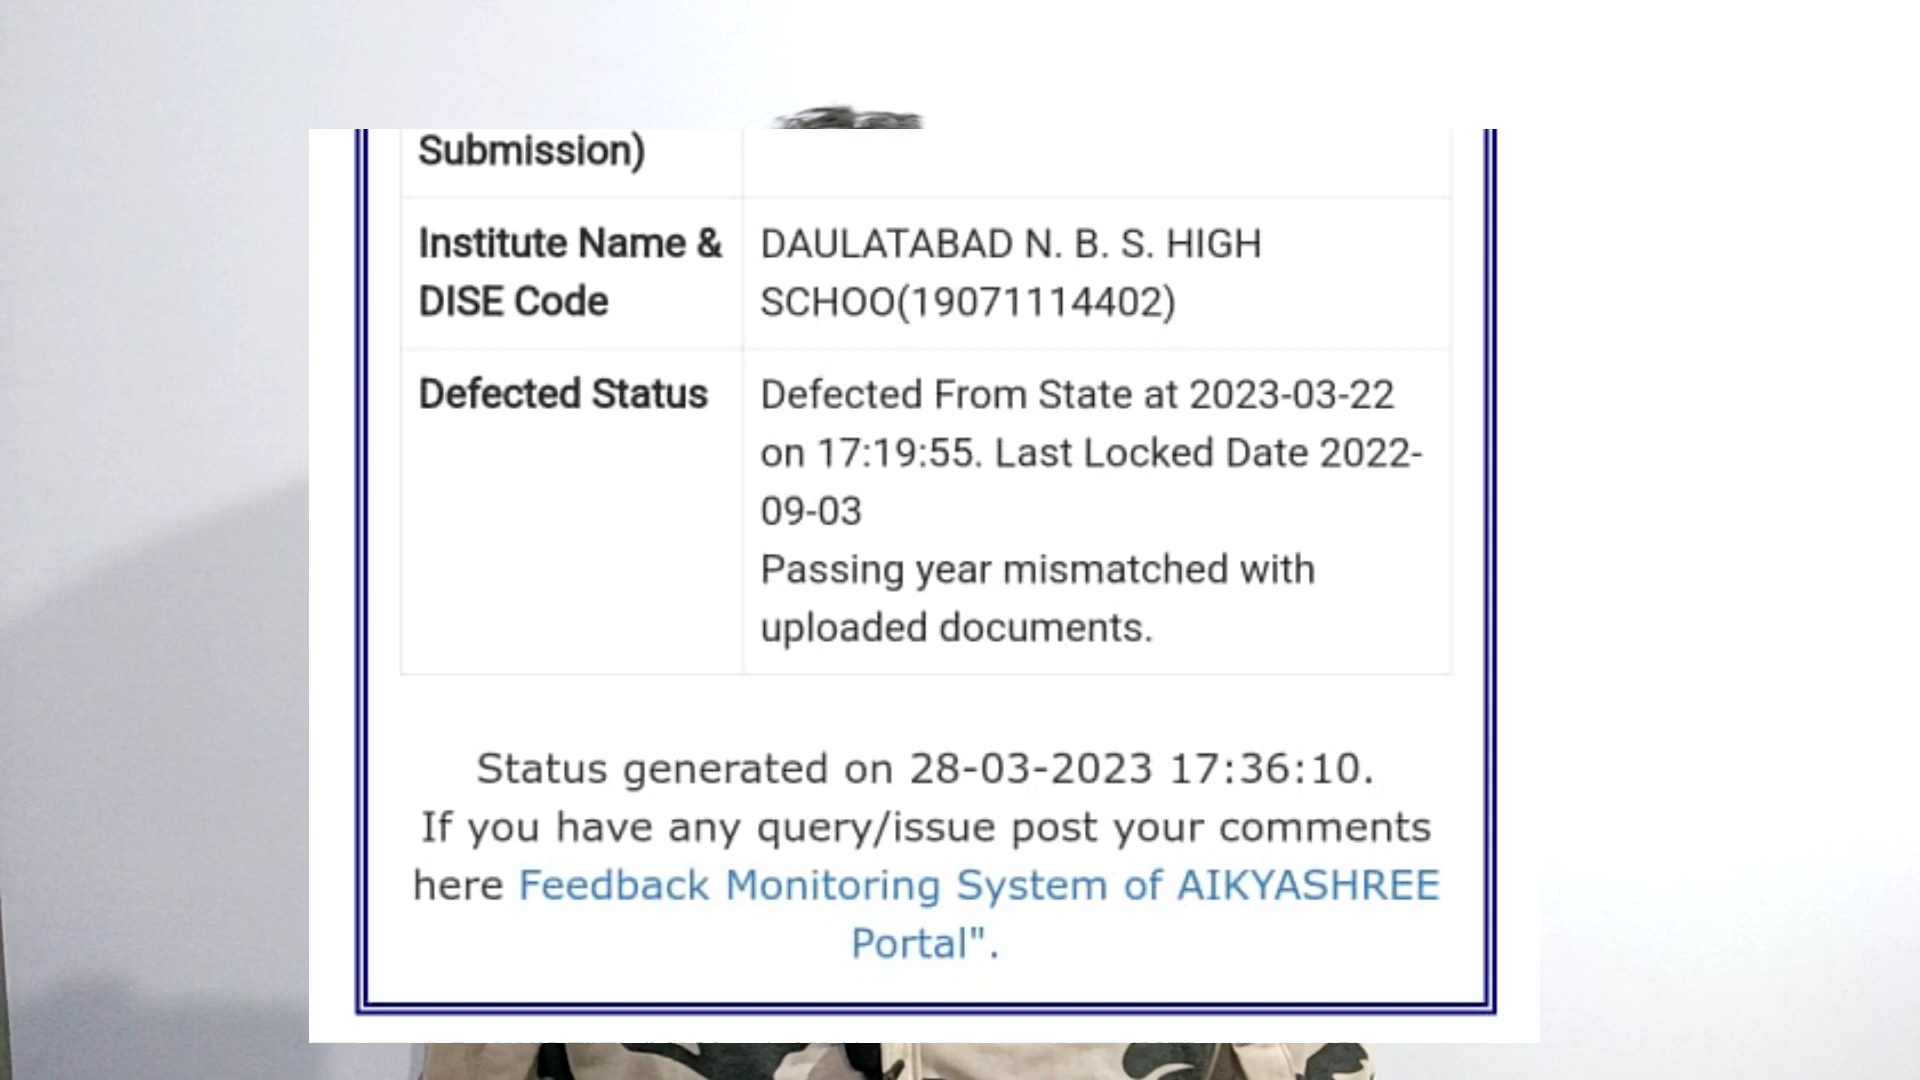 Submission)
Institute Name &
DISE Code
DAULATABAD N. B. S. HIGH
SCHOO(19071114402)
Defected Status
Defected From State at 2023-03-22
on 17:19:55. Last Locked Date 2022-
09-03
Passing year mismatched with
uploaded documents.
Status generated on 28-03-2023 17:36:10.
If you have any query/issue post your comments
here Feedback Monitoring System of AIKYASHREE
Portal".